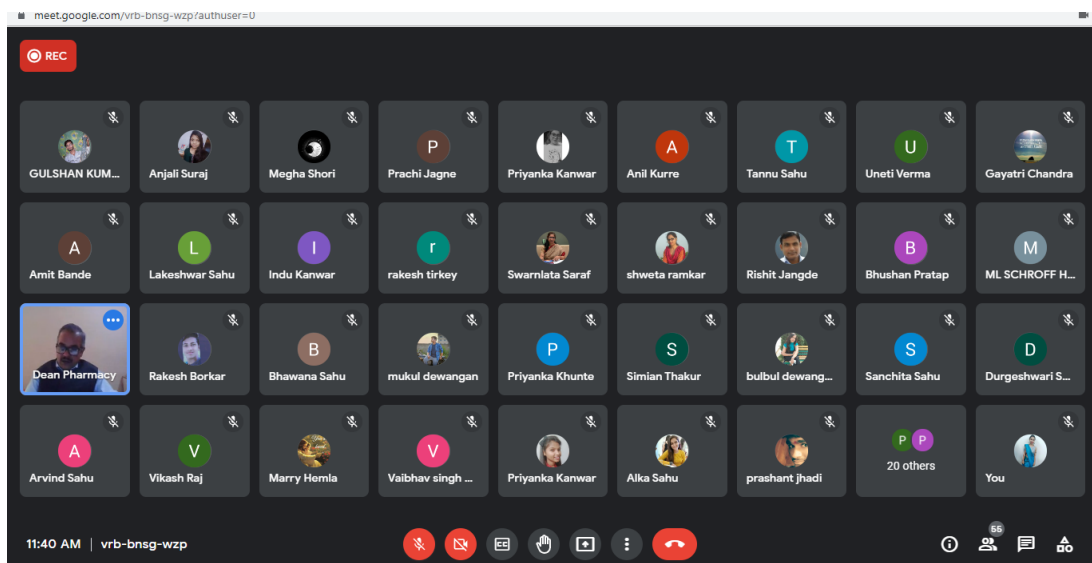 meet.google.com/vrb-bnsg-wzp?authuser=0
REC
GULSHAN KUM...
Anjali Suraj
Megha Shori
P
Prachi Jagne
Priyanka Kanwar
A
Anil Kurre
T
Tannu Sahu
U
Uneti Verma
Gayatri Chandra
A
Amit Bande
L
Lakeshwar Sahu
I
Indu Kanwar
r
rakesh tirkey
Swarnlata Saraf
shweta ramkar
Rishit Jangde
B
Bhushan Pratap
M
ML SCHROFF H...
Dean Pharmacy
Rakesh Borkar
B
Bhawana Sahu
mukul dewangan
P
Priyanka Khunte
S
Simian Thakur
bulbul dewang...
S
Sanchita Sahu
D
Durgeshwari S...
A
Arvind Sahu
V
Vikash Raj
Marry Hemla
V
Vaibhav singh ...
Priyanka Kanwar
Alka Sahu
prashant jhadi
P P
20 others
You
11:40 AM | vrb-bnsg-wzp
CC
55